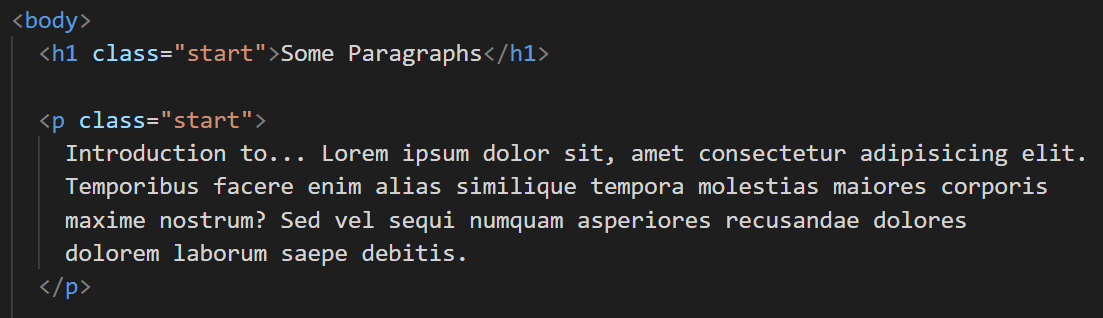 <body>
<h1 class="start">Some Paragraphs</h1>
<p class="start">
Introduction to... Lorem ipsum dolor sit, amet consectetur adipisicing elit.
Temporibus facere enim alias similique tempora molestias maiores corporis
maxime nostrum? Sed vel sequi numquam asperiores recusandae dolores
dolorem laborum saepe debitis.
</p>